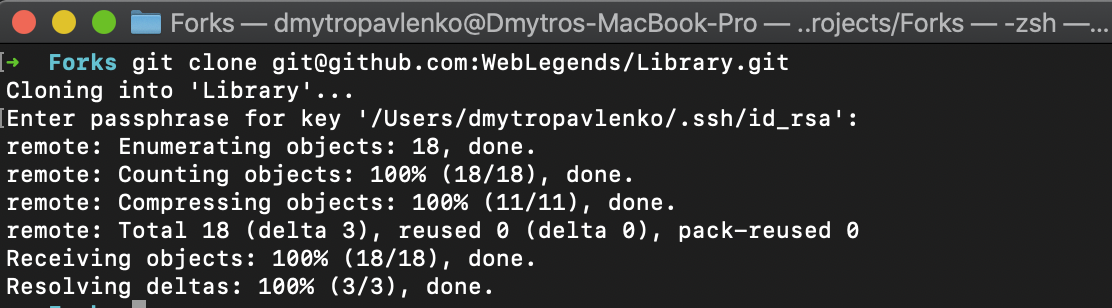 Forks — dmytropavlenko@Dmytros-MacBook-Pro — ..rojects/Forks — -zsh —...
[➜  Forks git clone git@github.com:WebLegends/Library.git
Cloning into 'Library'...
[Enter passphrase for key '/Users/dmytropavlenko/.ssh/id_rsa':
remote: Enumerating objects: 18, done.
remote: Counting objects: 100% (18/18), done.
remote: Compressing objects: 100% (11/11), done.
remote: Total 18 (delta 3), reused 0 (delta 0), pack-reused 0
Receiving objects: 100% (18/18), done.
Resolving deltas: 100% (3/3), done.
Forks